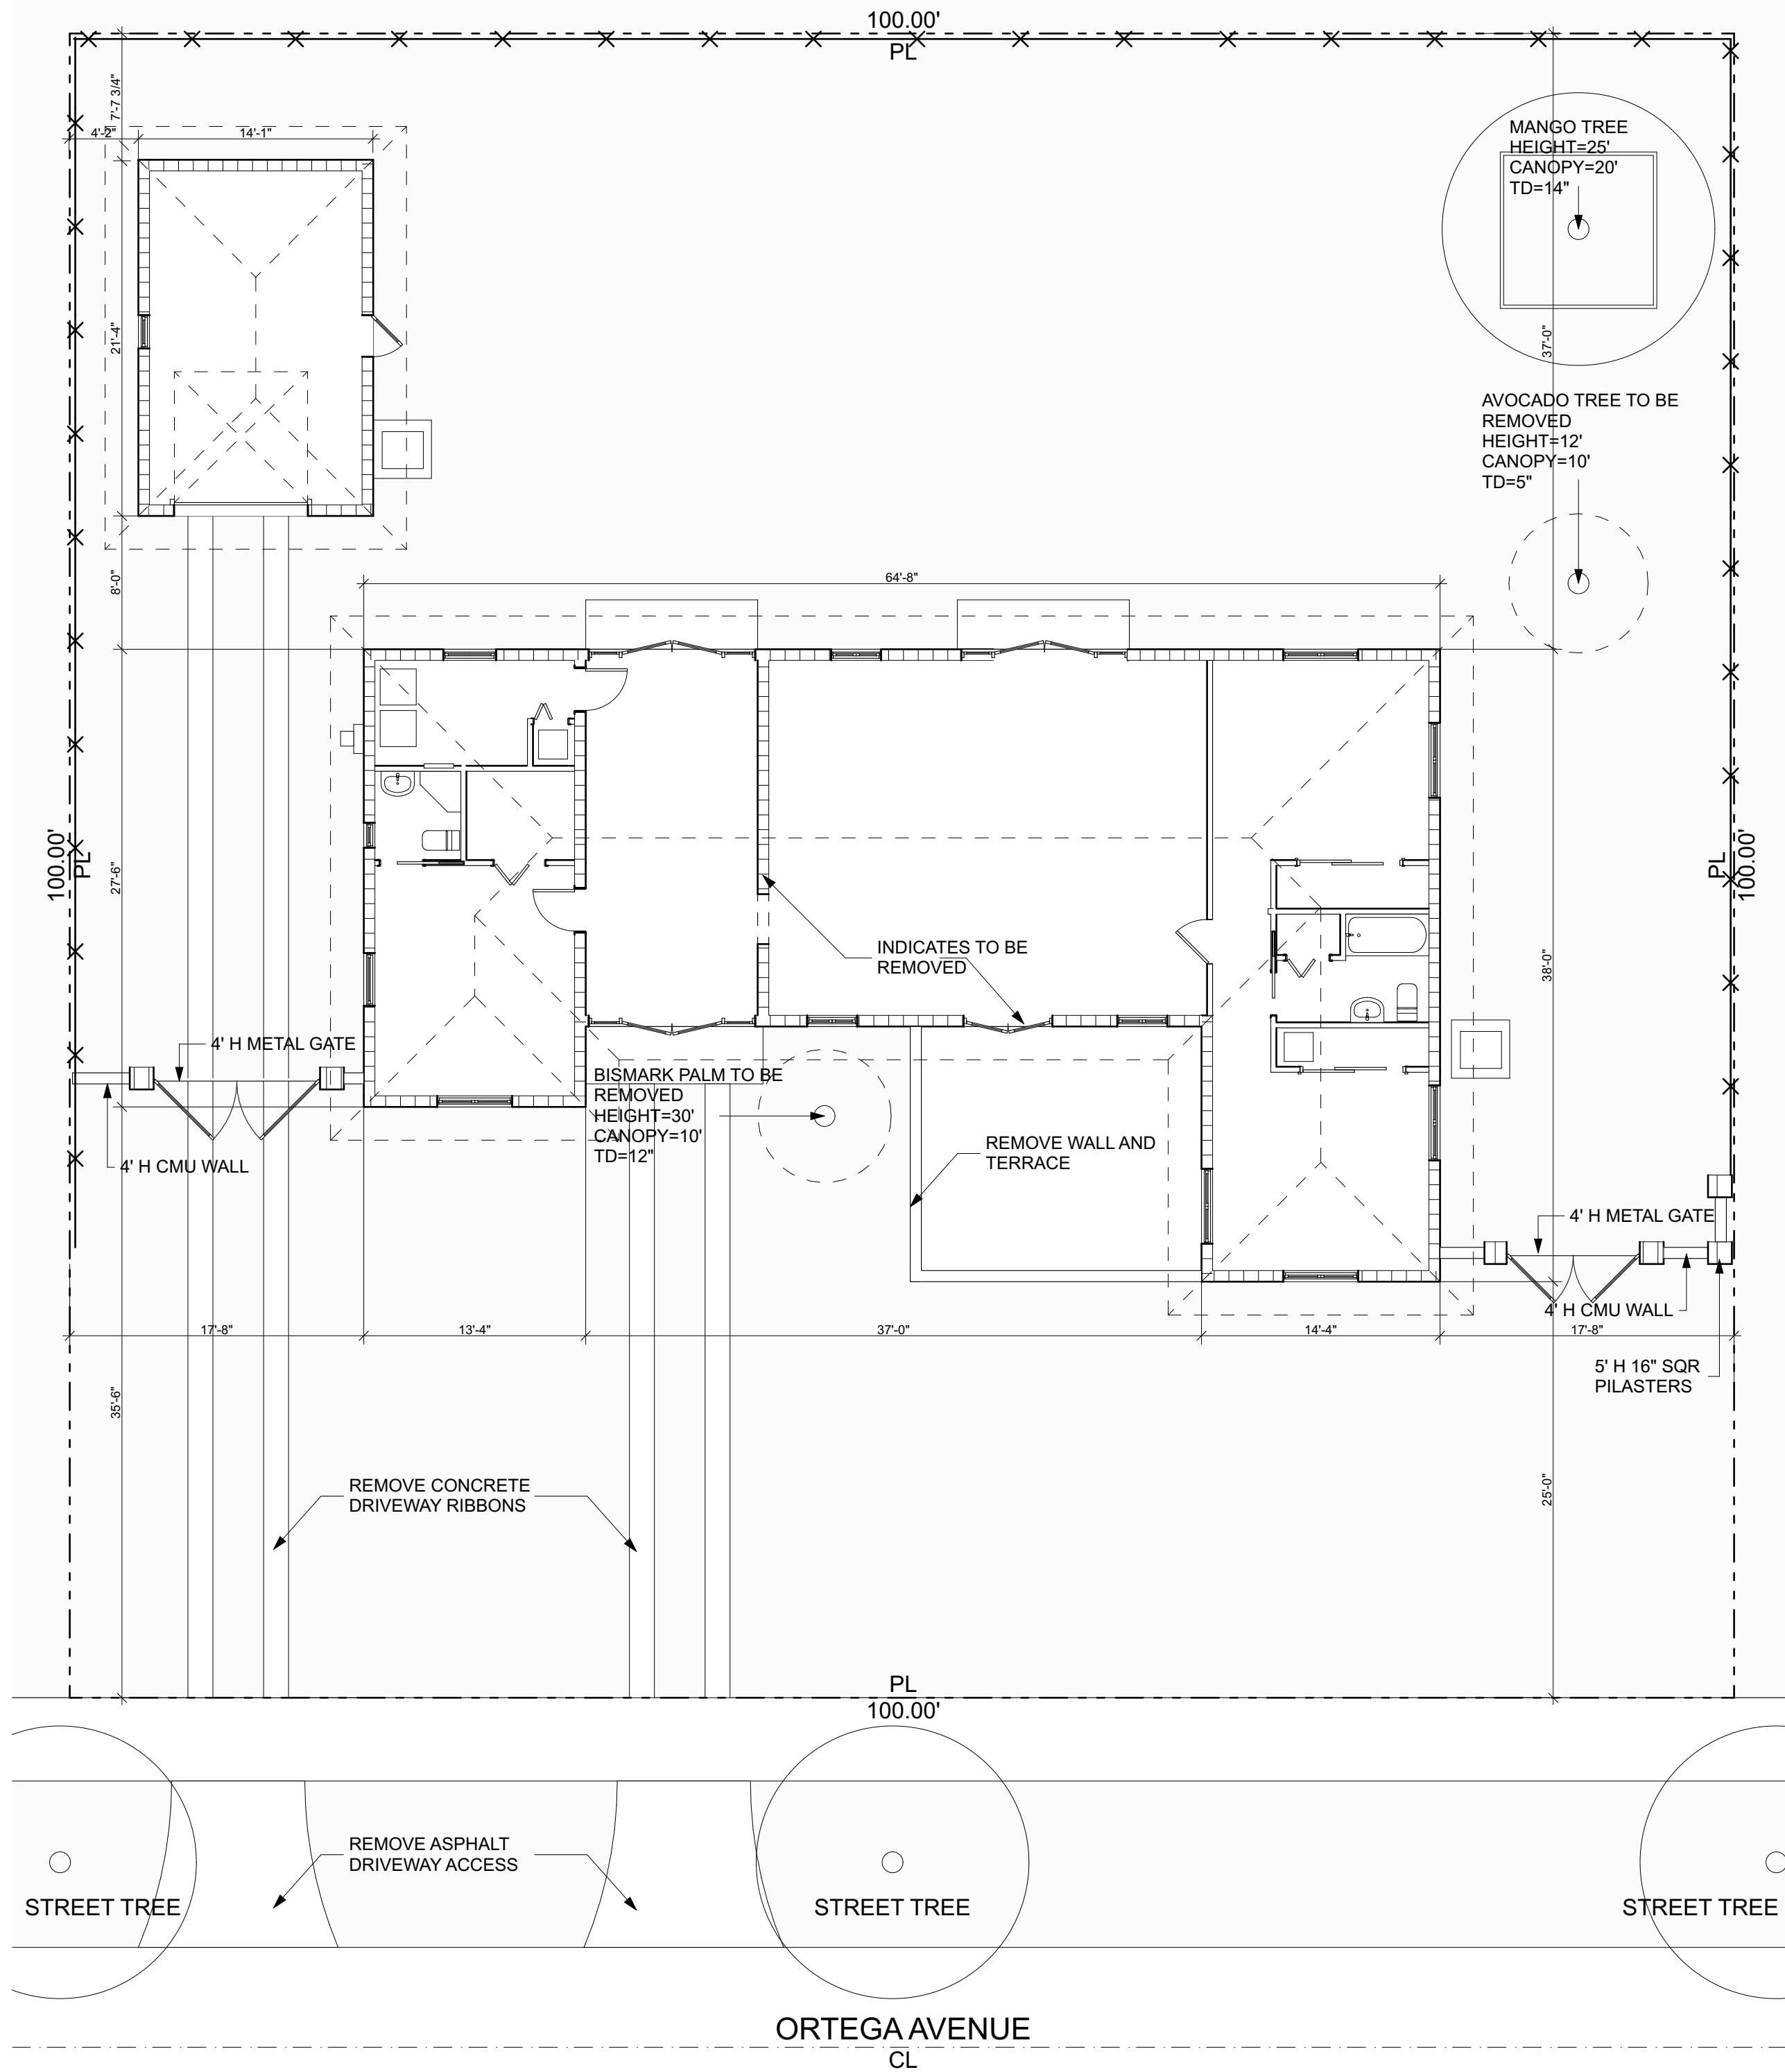 100.00'
PL
7'-7 3/4"
4'-2"
14'-1"
MANGO TREE
HEIGHT=25'
CANOPY=20'
TD=14"
21'-4"
37'-0"
AVOCADO TREE TO BE
REMOVED
HEIGHT=12'
CANOPY=10'
TD=5"
8'-0"
64'-8"
100.00'
PL
27'-6"
PL
100.00'
INDICATES TO BE
REMOVED
38'-0"
4' H METAL GATE
BISMARK PALM TO BE
REMOVED
HEIGHT=30'
CANOPY=10'
TD=12"
4' H CMU WALL
REMOVE WALL AND
TERRACE
4' H METAL GATE
4' H CMU WALL
17'-8"
13'-4"
37'-0"
14'-4"
17'-8"
5' H 16" SQR
PILASTERS
35'-6"
REMOVE CONCRETE
DRIVEWAY RIBBONS
25'-0"
PL
100.00'
REMOVE ASPHALT
DRIVEWAY ACCESS
STREET TREE
STREET TREE
STREET TREE
ORTEGA AVENUE
CL